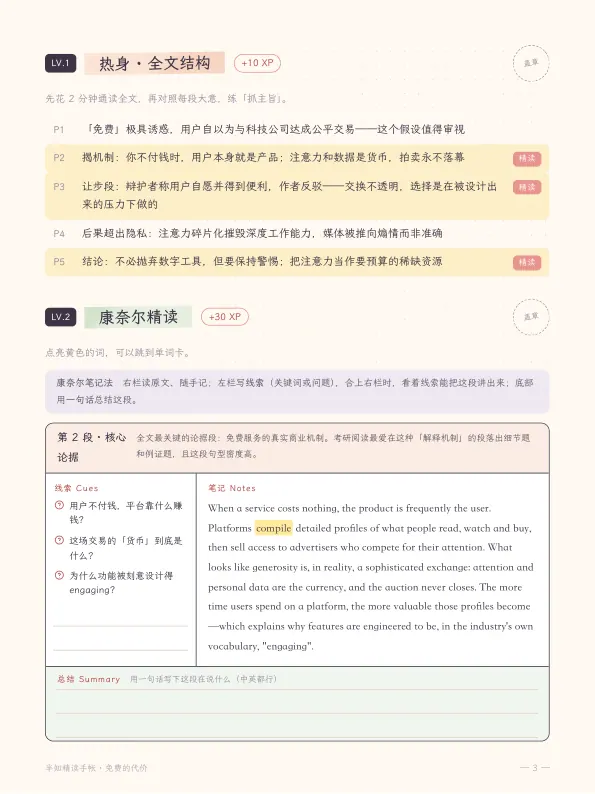 LV.1 热身·全文结构 +10 XP 盖章
先花 2 分钟通读全文，再对照每段大意，练「抓主旨」。
P1 「免费」极具诱惑，用户自以为与科技公司达成公平交易——这个假设值得审视
P2 揭机制：你不付钱时，用户本身就是产品；注意力和数据是货币，拍卖永不落幕 精读
P3 让步段：辩护者称用户自愿并得到便利，作者反驳——交换不透明，选择是在被设计出 精读
来的压力下做的
P4 后果超出隐私：注意力碎片化摧毁深度工作能力，媒体被推向煽情而非准确
P5 结论：不必抛弃数字工具，但要保持警惕；把注意力当作要预算的稀缺资源 精读
LV.2 康奈尔精读 +30 XP 盖章
点亮黄色的词，可以跳到单词卡。
康奈尔笔记法 右栏读原文、随手记；左栏写线索（关键词或问题），合上右栏时，看着线索能把这段讲出来；底部
用一句话总结这段。
第 2 段·核心
论据
全文最关键的论据段：免费服务的真实商业机制。考研阅读最爱在这种「解释机制」的段落出细节题
和例证题，且这段句型密度高。
线索 Cues
用户不付钱，平台靠什么赚
钱？
这场交易的「货币」到底是
什么？
为什么功能被刻意设计得
engaging？
笔记 Notes
When a service costs nothing, the product is frequently the user.
Platforms compile detailed profiles of what people read, watch and buy,
then sell access to advertisers who compete for their attention. What
looks like generosity is, in reality, a sophisticated exchange: attention and
personal data are the currency, and the auction never closes. The more
time users spend on a platform, the more valuable those profiles become
—which explains why features are engineered to be, in the industry's own
vocabulary, "engaging".
总结 Summary 用一句话写下这段在说什么（中英都行）
早如精读手帐·免费的代价
— 3 —